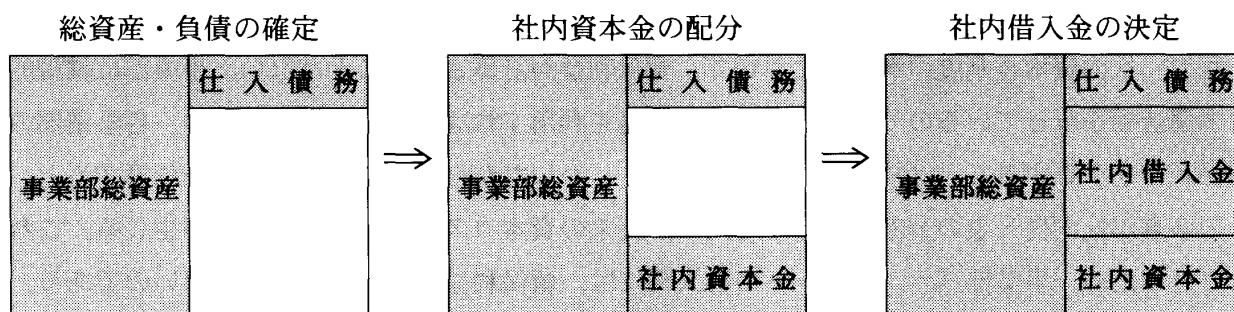 総資産・負債の確定
仕入債務
事業部総資産
⇒
社内資本金の配分
仕入債務
事業部総資産
社内資本金
⇒
社内借入金の決定
仕入債務
事業部総資産
社内借入金
社内資本金